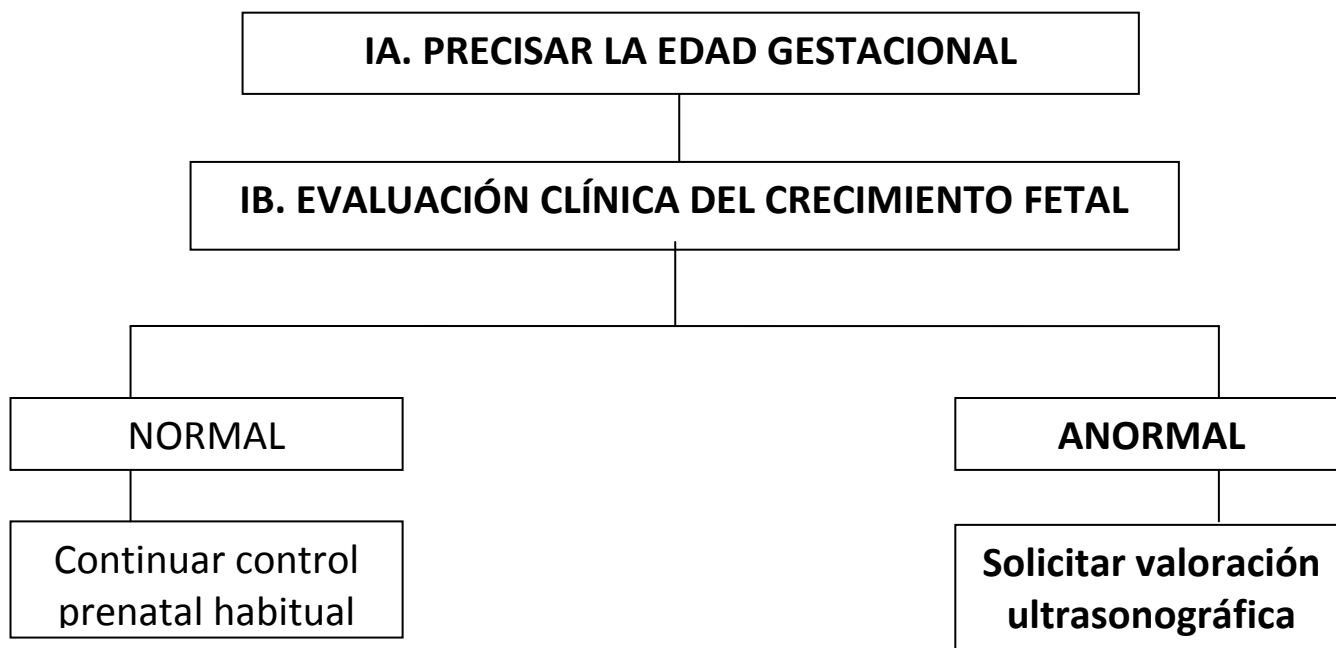 IA. PRECISAR LA EDAD GESTACIONAL
IB. EVALUACIÓN CLÍNICA DEL CRECIMIENTO FETAL
NORMAL
ANORMAL
Continuar control
prenatal habitual
Solicitar valoración
ultrasonográfica